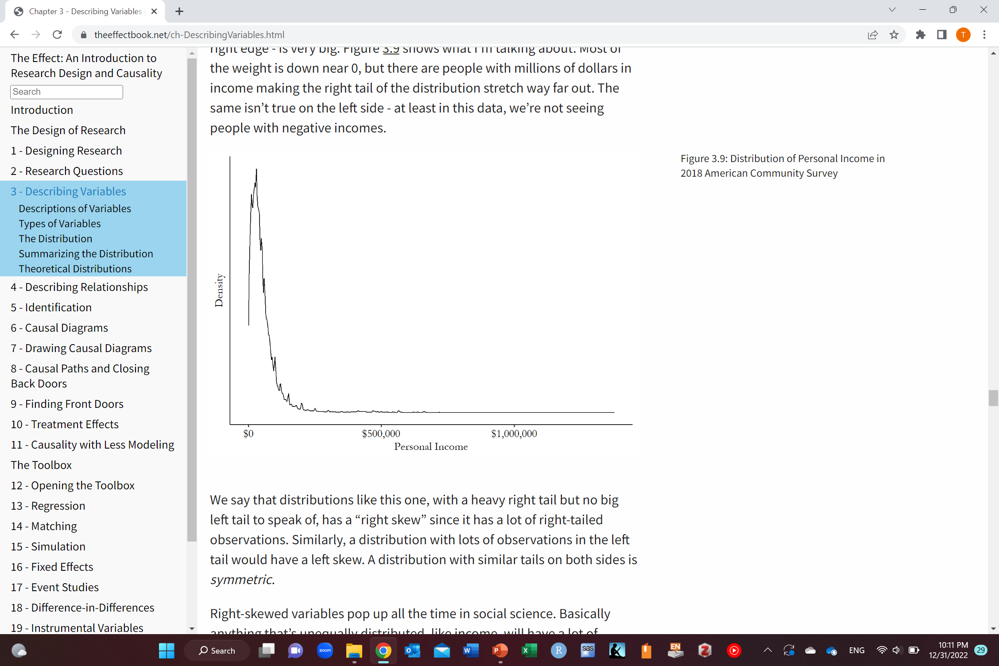 Chapter 3 - Describing Variables
theeffectbook.net/ch-DescribingVariables.html
T
The Effect: An Introduction to
Research Design and Causality
Search
Introduction
The Design of Research
1 - Designing Research
2 - Research Questions
3 - Describing Variables
Descriptions of Variables
Types of Variables
The Distribution
Summarizing the Distribution
Theoretical Distributions
4 - Describing Relationships
5 - Identification
6 - Causal Diagrams
7 - Drawing Causal Diagrams
8 - Causal Paths and Closing
Back Doors
9 - Finding Front Doors
10 - Treatment Effects
11 - Causality with Less Modeling
The Toolbox
12 - Opening the Toolbox
13 - Regression
14 - Matching
15 - Simulation
16 - Fixed Effects
17 - Event Studies
18 - Difference-in-Differences
19 - Instrumental Variables
right edge - is very big. Figure 3.9 shows what I'm talking about. Most of
the weight is down near 0, but there are people with millions of dollars in
income making the right tail of the distribution stretch way far out. The
same isn’t true on the left side - at least in this data, we’re not seeing
people with negative incomes.
Density
$0
$500,000
$1,000,000
Personal Income
Figure 3.9: Distribution of Personal Income in
2018 American Community Survey
We say that distributions like this one, with a heavy right tail but no big
left tail to speak of, has a “right skew” since it has a lot of right-tailed
observations. Similarly, a distribution with lots of observations in the left
tail would have a left skew. A distribution with similar tails on both sides is
symmetric.
Right-skewed variables pop up all the time in social science. Basically
anything that’s unequally distributed, like income, will have a lot of
Search
zoom
O
W
P
X
R
sas
EN
Z
ENG
10:11 PM
12/31/2022
29